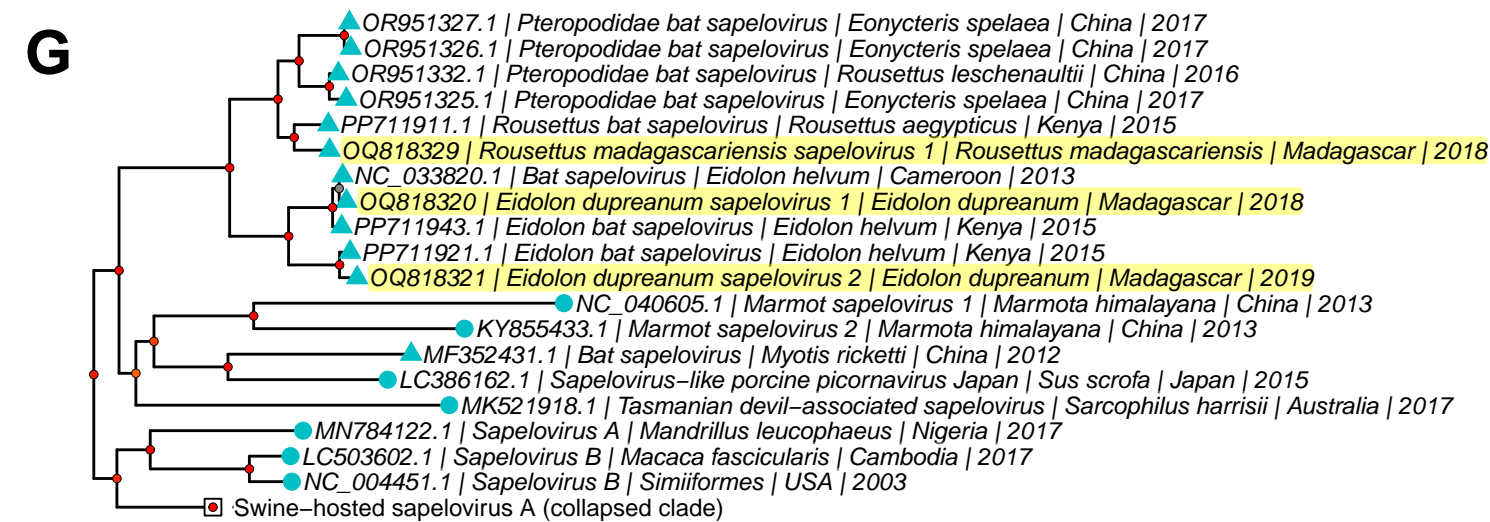 G
OR951327.1 | Pteropodidae bat sapelovirus | Eonycteris spelaea | China | 2017
OR951326.1 | Pteropodidae bat sapelovirus | Eonycteris spelaea | China | 2017
OR951332.1 | Pteropodidae bat sapelovirus | Rousettus leschenaultii | China | 2016
OR951325.1 | Pteropodidae bat sapelovirus | Eonycteris spelaea | China | 2017
PP711911.1 | Rousettus bat sapelovirus | Rousettus aegypticus | Kenya | 2015
OQ818329 | Rousettus madagascariensis sapelovirus 1 | Rousettus madagascariensis | Madagascar | 2018
NC_033820.1 | Bat sapelovirus | Eidolon helvum | Cameroon | 2013
OQ818320 | Eidolon dupreanum sapelovirus 1 | Eidolon dupreanum | Madagascar | 2018
PP711943.1 | Eidolon bat sapelovirus | Eidolon helvum | Kenya | 2015
PP711921.1 | Eidolon bat sapelovirus | Eidolon helvum | Kenya | 2015
OQ818321 | Eidolon dupreanum sapelovirus 2 | Eidolon dupreanum | Madagascar | 2019
NC_040605.1 | Marmot sapelovirus 1 | Marmota himalayana | China | 2013
KY855433.1 | Marmot sapelovirus 2 | Marmota himalayana | China | 2013
MF352431.1 | Bat sapelovirus | Myotis ricketti | China | 2012
LC386162.1 | Sapelovirus−like porcine picornavirus Japan | Sus scrofa | Japan | 2015
MK521918.1 | Tasmanian devil−associated sapelovirus | Sarcophilus harrisii | Australia | 2017
MN784122.1 | Sapelovirus A | Mandrillus leucophaeus | Nigeria | 2017
LC503602.1 | Sapelovirus B | Macaca fascicularis | Cambodia | 2017
NC_004451.1 | Sapelovirus B | Simiiformes | USA | 2003
Swine−hosted sapelovirus A (collapsed clade)